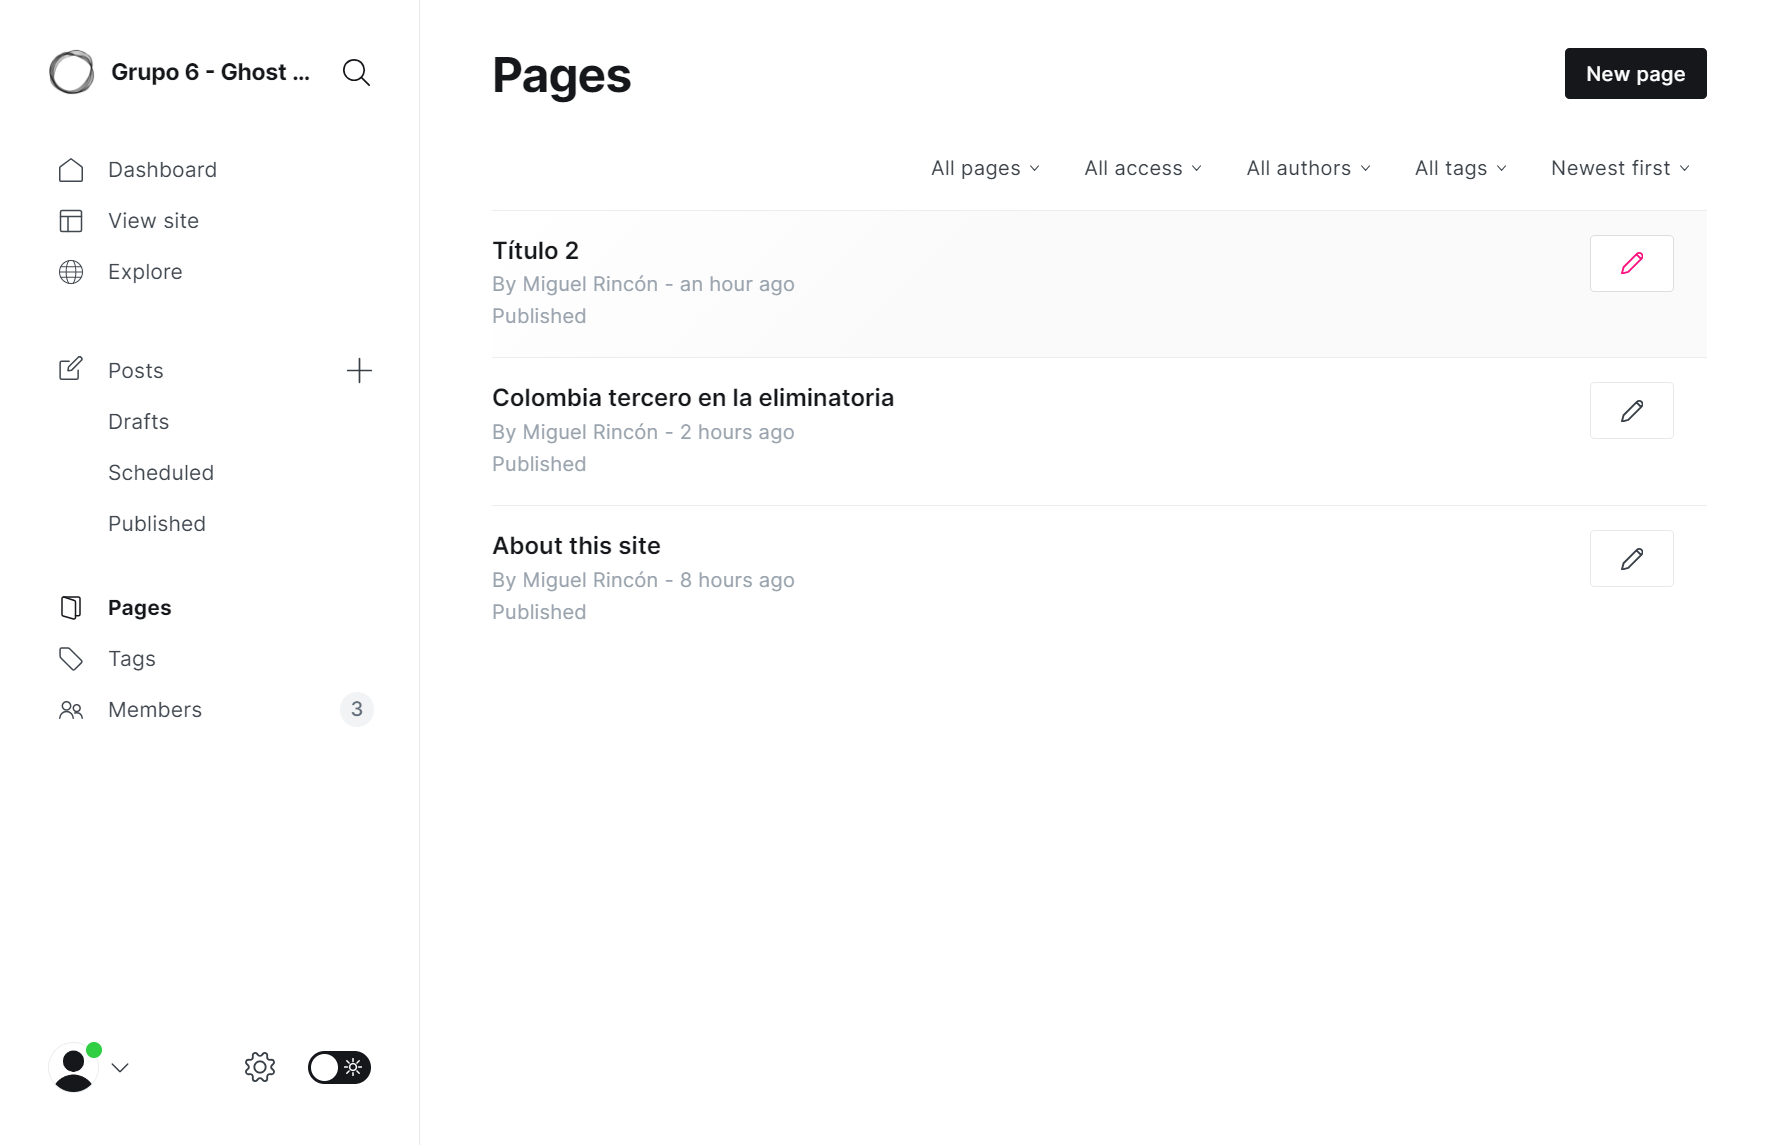 Grupo 6 - Ghost ...
Dashboard
View site
Explore
Posts
Drafts
Scheduled
Published
Pages
Tags
Members
3
Pages
New page
All pages
All access
All authors
All tags
Newest first
Título 2
By Miguel Rincón - an hour ago
Published
Colombia tercero en la eliminatoria
By Miguel Rincón - 2 hours ago
Published
About this site
By Miguel Rincón - 8 hours ago
Published